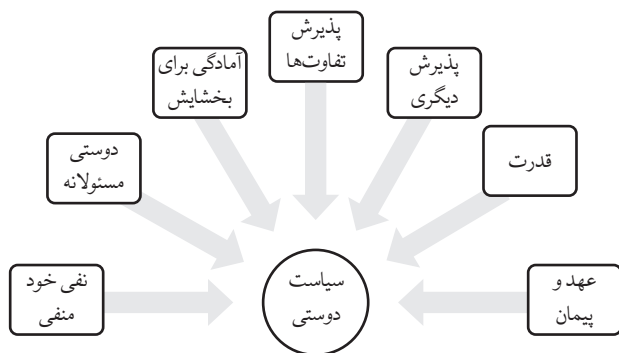 پذیرش
تفاوت‌ها
پذیرش
دیگری
آمادگی برای
بخشایش
قدرت
دوستی
مسئولانه
عهد و
پیمان
سیاست
دوستی
نفی خود
منفی